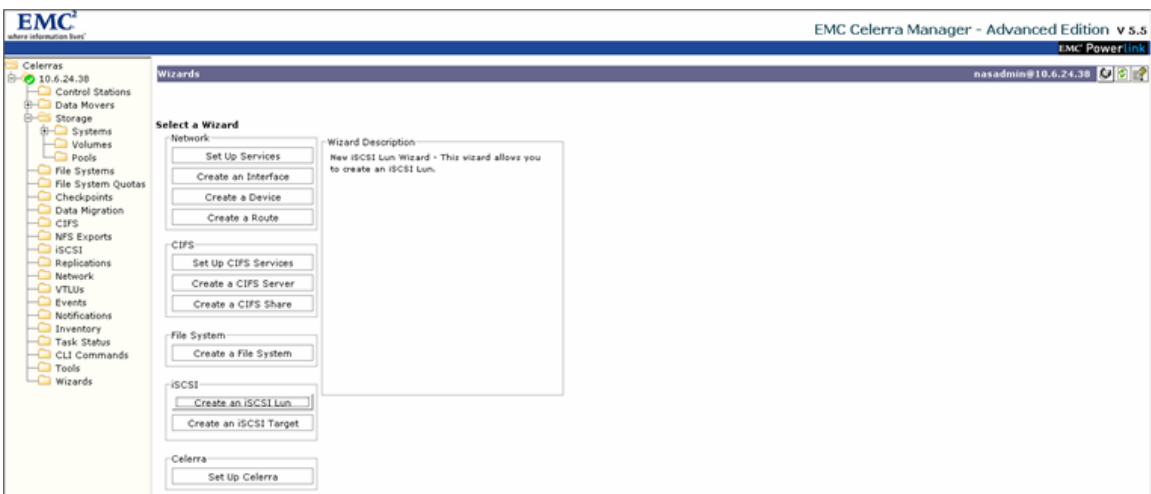 EMC²
where information lives®
EMC Celerra Manager - Advanced Edition v 5.5
EMC Powerlink
Celerras
10.6.24.38
Control Stations
Data Movers
Storage
Systems
Volumes
Pools
File Systems
File System Quotas
Checkpoints
Data Migration
CIFS
NFS Exports
iSCSI
Replications
Network
VTLUs
Events
Notifications
Inventory
Task Status
CLI Commands
Tools
Wizards
Wizards
nasadmin@10.6.24.38
Select a Wizard
Network
Set Up Services
Create an Interface
Create a Device
Create a Route
CIFS
Set Up CIFS Services
Create a CIFS Server
Create a CIFS Share
File System
Create a File System
iSCSI
Create an iSCSI Lun
Create an iSCSI Target
Celerra
Set Up Celerra
Wizard Description
New iSCSI Lun Wizard - This wizard allows you
to create an iSCSI Lun.